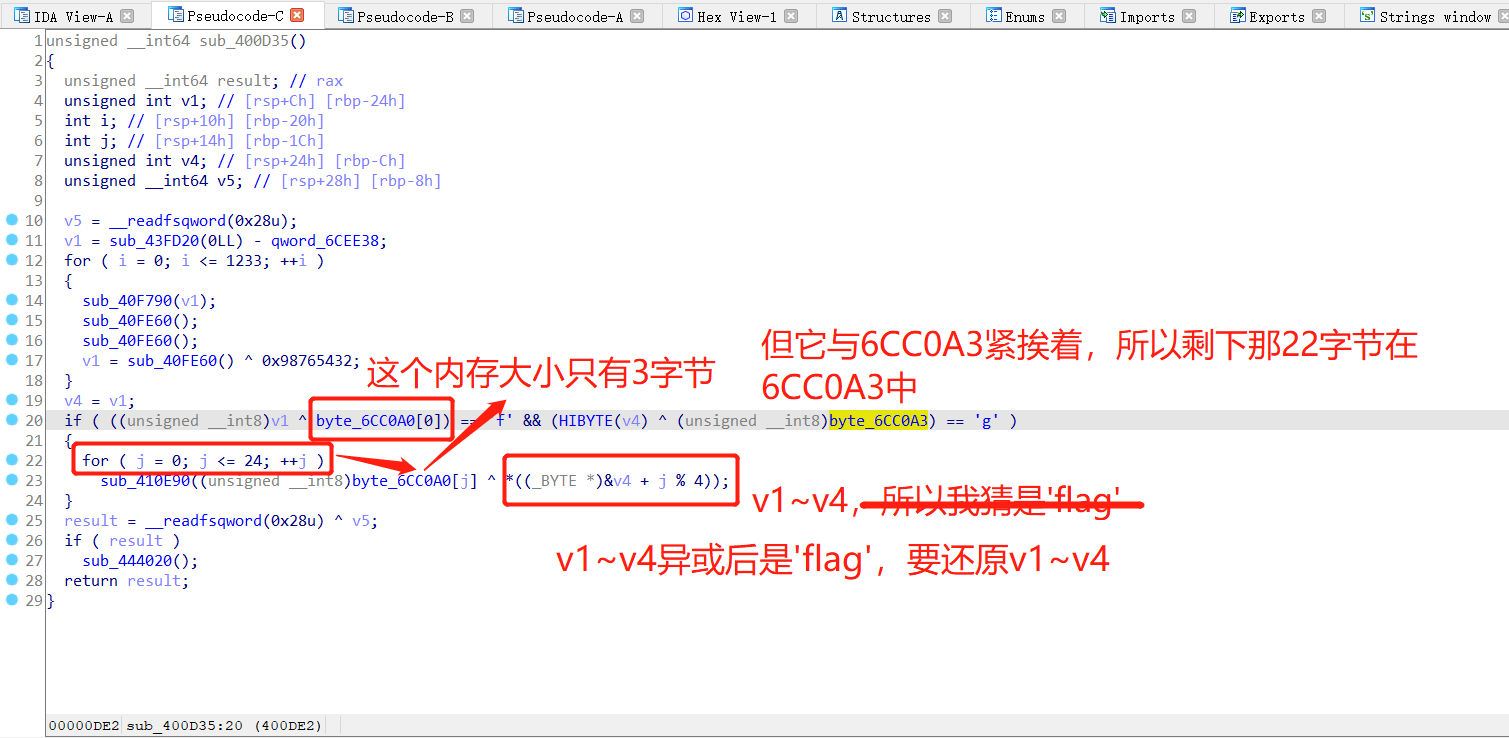 IDA View-A Pseudocode-C Pseudocode-B Pseudocode-A Hex View-1 Structures Enums Imports Exports Strings window
1 unsigned __int64 sub_400D35()
2 {
3 unsigned __int64 result; // rax
4 unsigned int v1; // [rsp+Ch] [rbp-24h]
5 int i; // [rsp+10h] [rbp-20h]
6 int j; // [rsp+14h] [rbp-1Ch]
7 unsigned int v4; // [rsp+24h] [rbp-Ch]
8 unsigned __int64 v5; // [rsp+28h] [rbp-8h]
9
10 v5 = __readfsqword(0x28u);
11 v1 = sub_43FD20(0LL) - qword_6CEE38;
12 for ( i = 0; i <= 1233; ++i )
13 {
14 sub_40F790(v1);
15 sub_40FE60();
16 sub_40FE60();
17 v1 = sub_40FE60() ^ 0x98765432;
18 }
19 v4 = v1;
20 if ( ((unsigned __int8)v1 ^ byte_6CC0A0[0]) == 'f' && (HIBYTE(v4) ^ (unsigned __int8)byte_6CC0A3) == 'g' )
21 {
22 for ( j = 0; j <= 24; ++j )
23 sub_410E90((unsigned __int8)byte_6CC0A0[j] ^ *((_BYTE *)&v4 + j % 4));
24 }
25 result = __readfsqword(0x28u) ^ v5;
26 if ( result )
27 sub_444020();
28 return result;
29 }
这个内存大小只有3字节
但它与6CC0A3紧挨着，所以剩下那22字节在
6CC0A3中
v1~v4，所以我猜是'flag'
v1~v4异或后是'flag'，要还原v1~v4
00000DE2 sub_400D35:20 (400DE2)